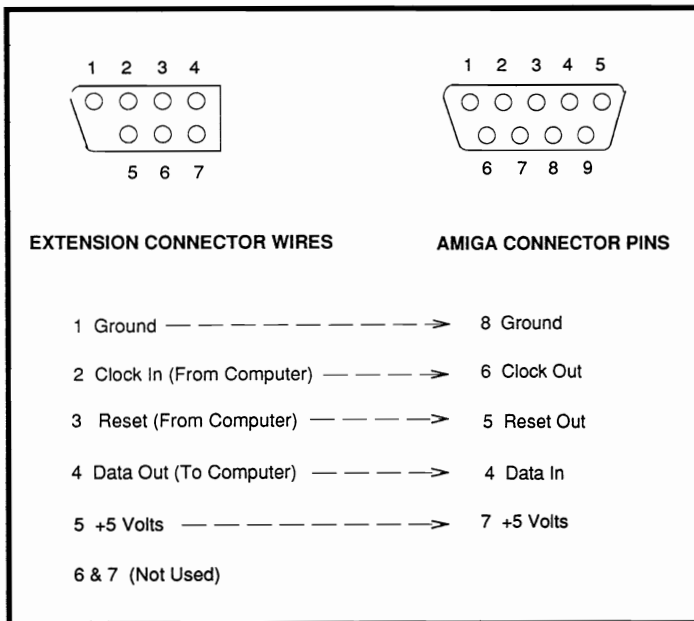 1 2 3 4
1 2 3 4 5
5 6 7
6 7 8 9
EXTENSION CONNECTOR WIRES
AMIGA CONNECTOR PINS
1 Ground
8 Ground
2 Clock In (From Computer)
6 Clock Out
3 Reset (From Computer)
5 Reset Out
4 Data Out (To Computer)
4 Data In
5 +5 Volts
7 +5 Volts
6 & 7 (Not Used)